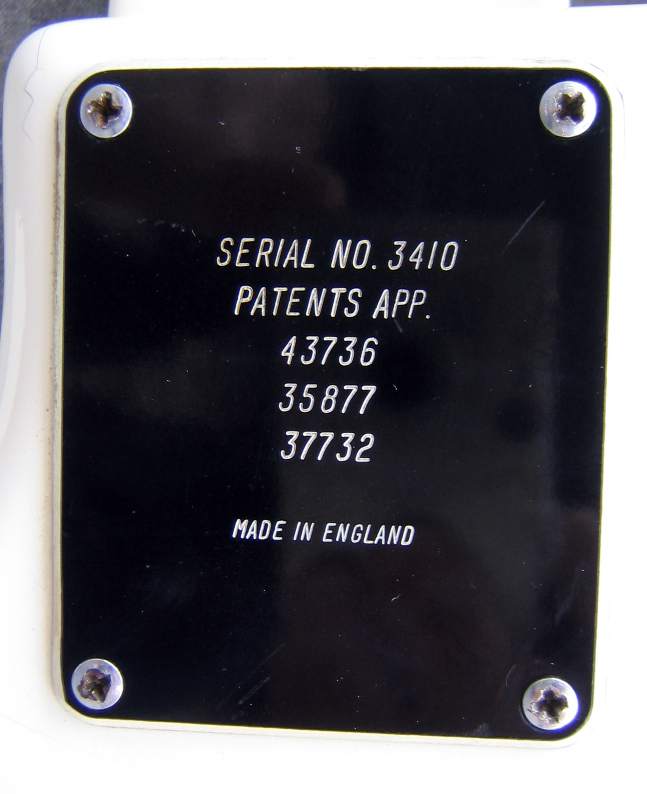 SERIAL NO. 3410
PATENTS APP.
43736
35877
37732
MADE IN ENGLAND